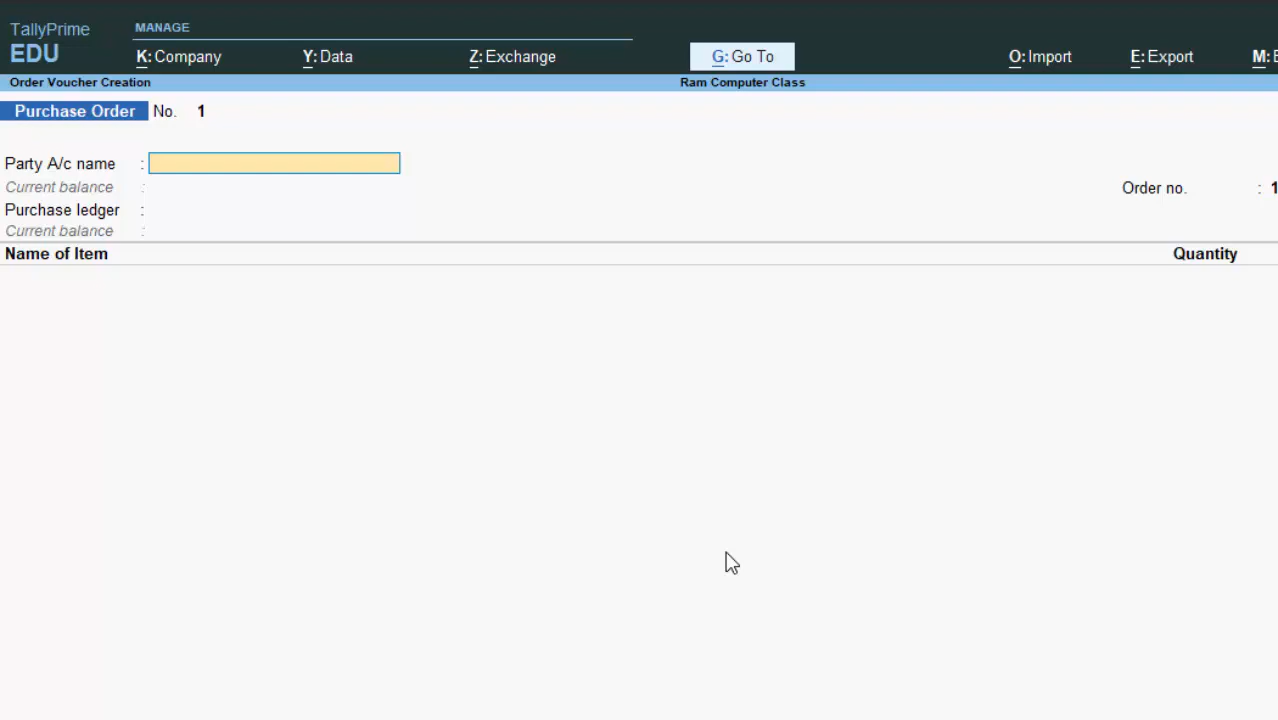 TallyPrime
EDU
MANAGE
K: Company
Y: Data
Z: Exchange
G: Go To
O: Import
E: Export
M:
Order Voucher Creation
Ram Computer Class
Purchase Order No. 1
Party A/c name :
Current balance :
Order no. : 1
Purchase ledger :
Current balance :
Name of Item
Quantity